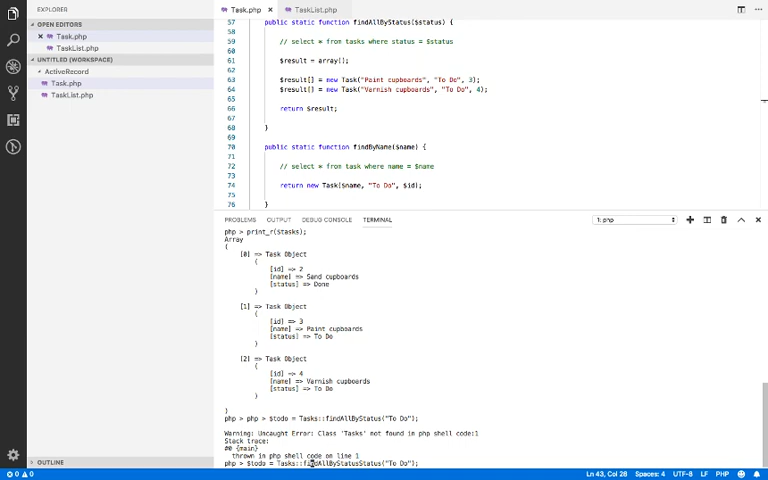 EXPLORER
OPEN EDITORS
Task.php
TaskList.php
UNTITLED (WORKSPACE)
ActiveRecord
Task.php
TaskList.php
OUTLINE
Task.php
TaskList.php
57 public static function findAllByStatus($status) {
58
59 // select * from tasks where status = $status
60
61 $result = array();
62
63 $result[] = new Task("Paint cupboards", "To Do", 3);
64 $result[] = new Task("Varnish cupboards", "To Do", 4);
65
66 return $result;
67
68 }
69
70 public static function findByName($name) {
71
72 // select * from task where name = $name
73
74 return new Task($name, "To Do", $id);
75
76 }
PROBLEMS OUTPUT DEBUG CONSOLE TERMINAL 1: php
php > print_r($tasks);
Array
(
[0] => Task Object
(
[id] => 2
[name] => Sand cupboards
[status] => Done
)
[1] => Task Object
(
[id] => 3
[name] => Paint cupboards
[status] => To Do
)
[2] => Task Object
(
[id] => 4
[name] => Varnish cupboards
[status] => To Do
)
)
php > php > $todo = Tasks::findAllByStatus("To Do");
Warning: Uncaught Error: Class 'Tasks' not found in php shell code:1
Stack trace:
#0 {main}
thrown in php shell code on line 1
php > $todo = Tasks::findAllByStatusStatus("To Do");
0 0 Ln 43, Col 28 Spaces: 4 UTF-8 LF PHP